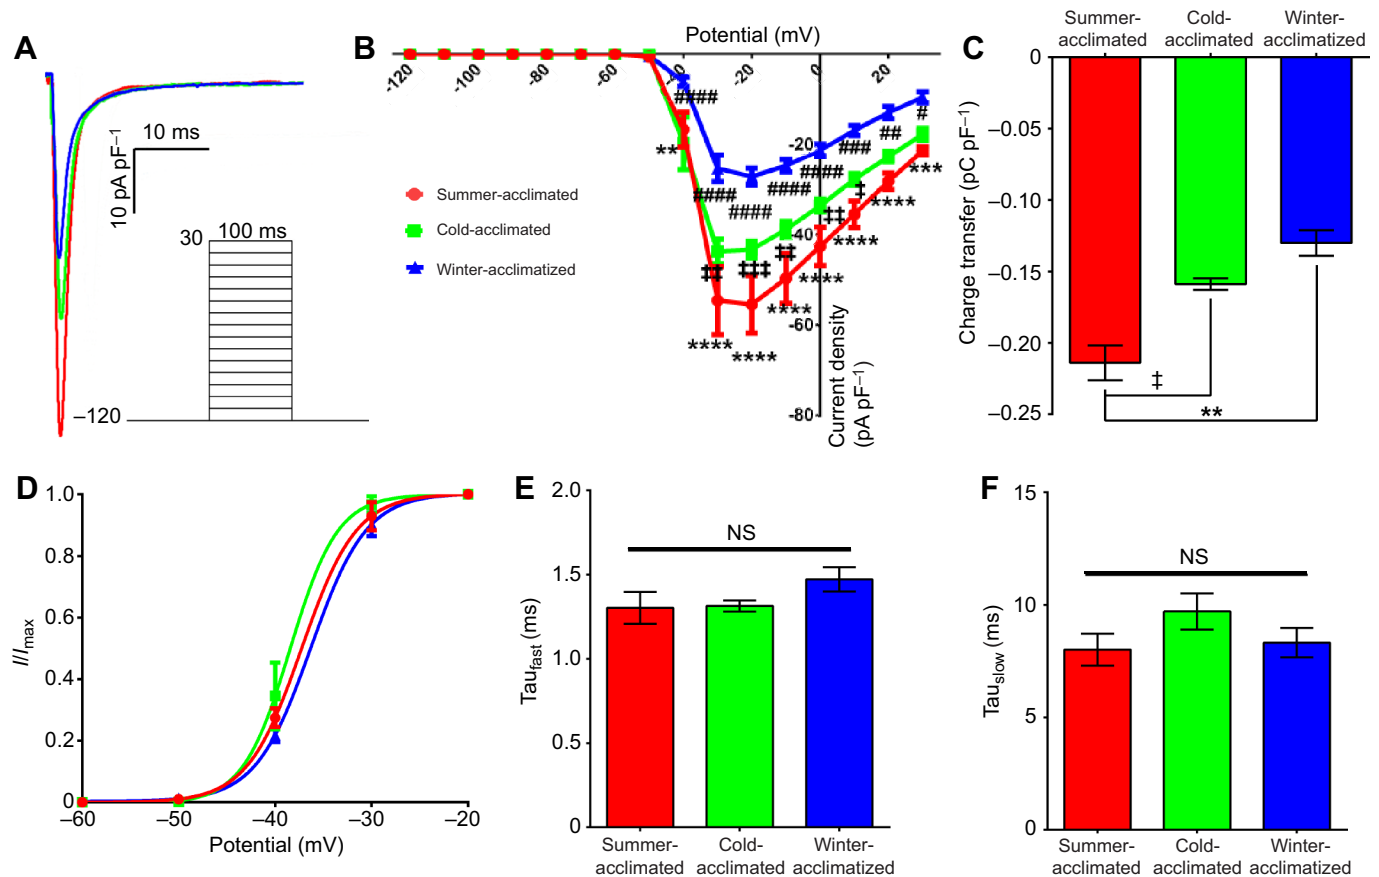 A
10 ms
10 pA pF–1
30
100 ms
–120
B
Potential (mV)
-120
-100
-80
-60
-40
-20
0
20
-20
-40
-60
-80
Current density
(pA pF–1)
Summer-acclimated
Cold-acclimated
Winter-acclimatized
####
####
####
####
####
###
##
#
**
****
****
****
****
****
****
***
‡‡
‡‡‡
‡‡
‡‡
‡
C
Summer-
acclimated
Cold-
acclimated
Winter-
acclimatized
Charge transfer (pC pF–1)
0
–0.05
–0.10
–0.15
–0.20
–0.25
‡
**
D
I/Imax
1.0
0.8
0.6
0.4
0.2
0
–60
–50
–40
–30
–20
Potential (mV)
E
Taufast (ms)
2.0
1.5
1.0
0.5
0
NS
Summer-
acclimated
Cold-
acclimated
Winter-
acclimatized
F
Tauslow (ms)
15
10
5
0
NS
Summer-
acclimated
Cold-
acclimated
Winter-
acclimatized